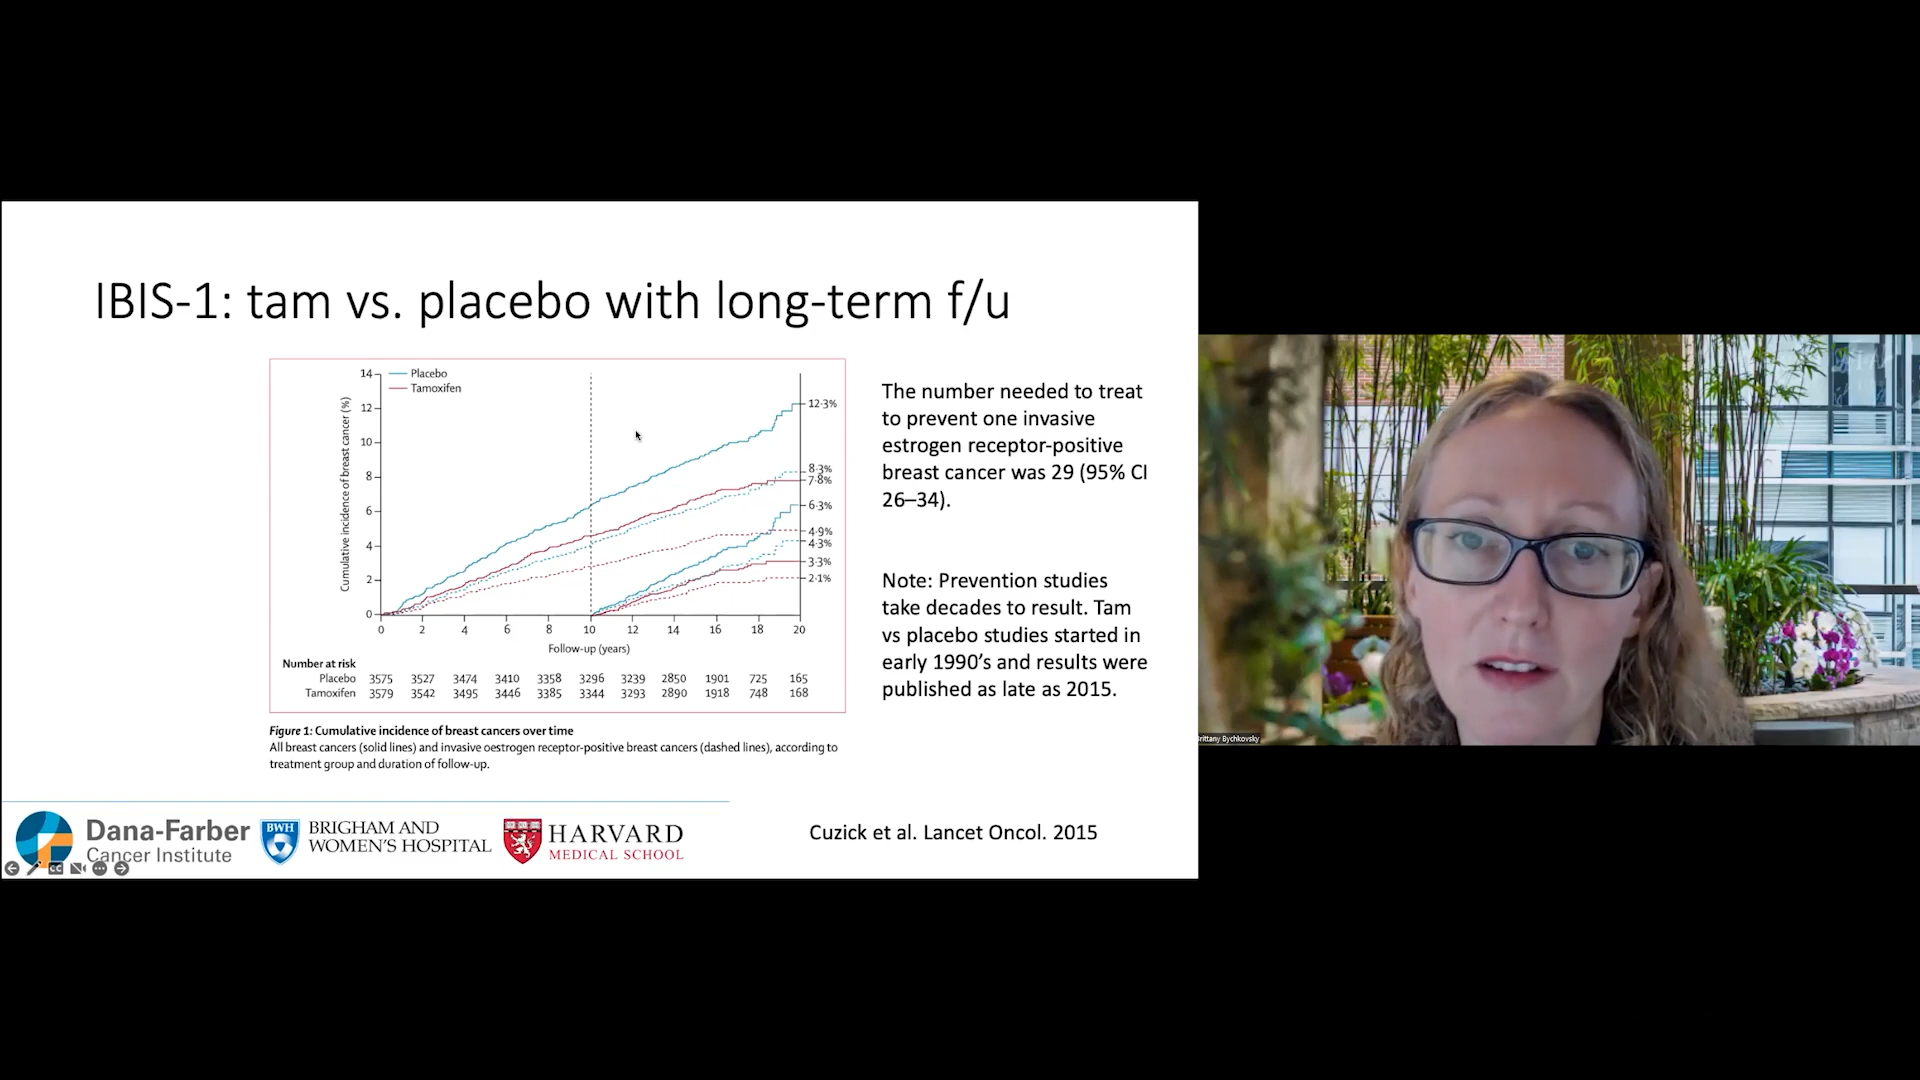 IBIS-1: tam vs. placebo with long-term f/u
Placebo
Tamoxifen
Cumulative incidence of breast cancer (%)
14
12
10
8
6
4
2
0
12·3%
8·3%
7·8%
6·3%
4·9%
4·3%
3·3%
2·1%
0 2 4 6 8 10 12 14 16 18 20
Follow-up (years)
Number at risk
Placebo 3575 3527 3474 3410 3358 3296 3239 2850 1901 725 165
Tamoxifen 3579 3542 3495 3446 3385 3344 3293 2890 1918 748 168
Figure 1: Cumulative incidence of breast cancers over time
All breast cancers (solid lines) and invasive oestrogen receptor-positive breast cancers (dashed lines), according to
treatment group and duration of follow-up.
The number needed to treat
to prevent one invasive
estrogen receptor-positive
breast cancer was 29 (95% CI
26–34).
Note: Prevention studies
take decades to result. Tam
vs placebo studies started in
early 1990's and results were
published as late as 2015.
Brittany Bychkovsky
Dana-Farber
Cancer Institute
BWH
BRIGHAM AND
WOMEN'S HOSPITAL
HARVARD
MEDICAL SCHOOL
Cuzick et al. Lancet Oncol. 2015
CC